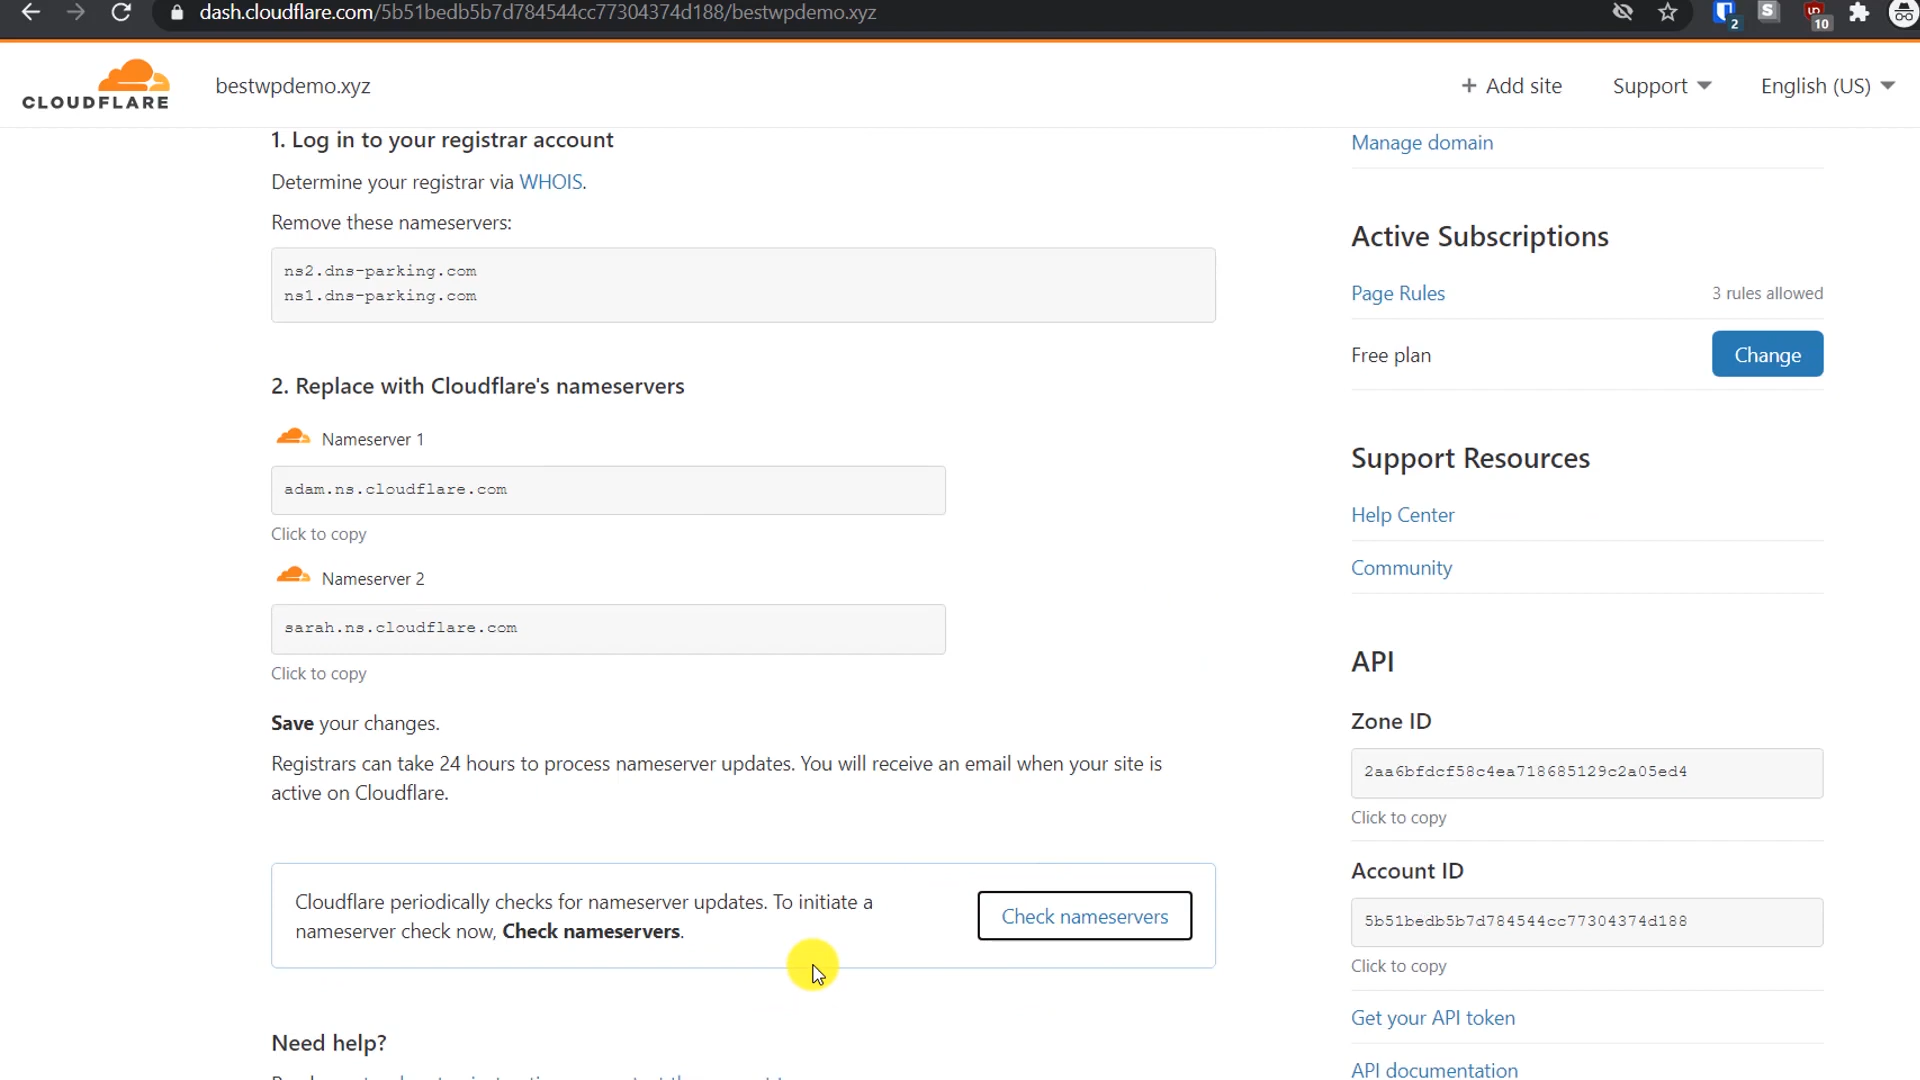 dash.cloudflare.com/5b51bedb5b7d784544cc77304374d188/bestwpdemo.xyz
2
S
10
CLOUDFLARE
bestwpdemo.xyz
+ Add site
Support
English (US)
1. Log in to your registrar account
Determine your registrar via WHOIS.
Remove these nameservers:
ns2.dns-parking.com
ns1.dns-parking.com
2. Replace with Cloudflare's nameservers
Nameserver 1
adam.ns.cloudflare.com
Click to copy
Nameserver 2
sarah.ns.cloudflare.com
Click to copy
Save your changes.
Registrars can take 24 hours to process nameserver updates. You will receive an email when your site is
active on Cloudflare.
Cloudflare periodically checks for nameserver updates. To initiate a
nameserver check now, Check nameservers.
Check nameservers
Need help?
Manage domain
Active Subscriptions
Page Rules
3 rules allowed
Free plan
Change
Support Resources
Help Center
Community
API
Zone ID
2aa6bfdcf58c4ea718685129c2a05ed4
Click to copy
Account ID
5b51bedb5b7d784544cc77304374d188
Click to copy
Get your API token
API documentation